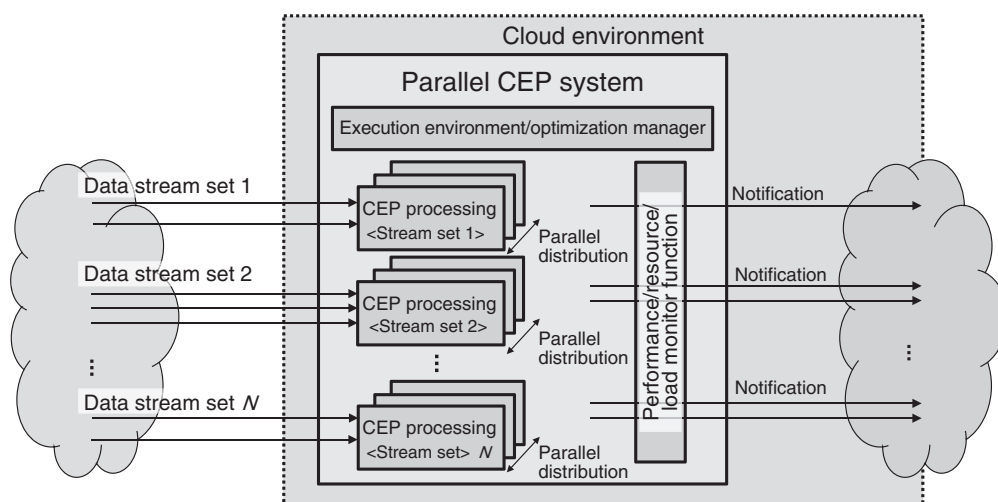 Cloud environment
Parallel CEP system
Execution environment/optimization manager
Data stream set 1
CEP processing
<Stream set 1>
Parallel
distribution
Notification
Data stream set 2
CEP processing
<Stream set 2>
Parallel
distribution
Notification
...
...
...
Data stream set N
CEP processing
<Stream set> N
Parallel
distribution
Notification
Performance/resource/
load monitor function